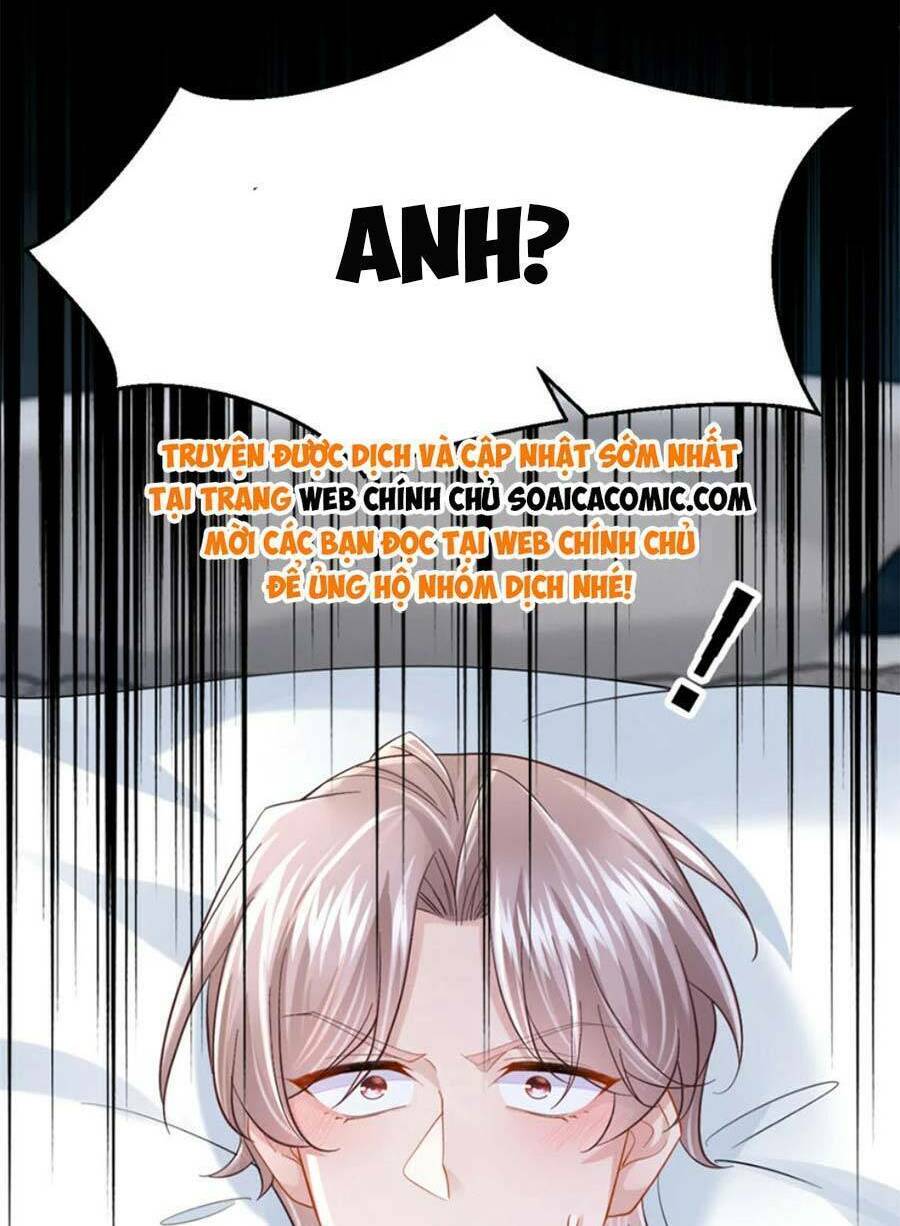 ANH?
TRUYỆN ĐƯỢC DỊCH VÀ CẬP NHẬT SỚM NHẤT
TẠI TRANG WEB CHÍNH CHỦ SOAICACOMIC.COM
MỜI CÁC BẠN ĐỌC TẠI WEB CHÍNH CHỦ
ĐỂ ỦNG HỘ NHÓM DỊCH NHÉ!
!